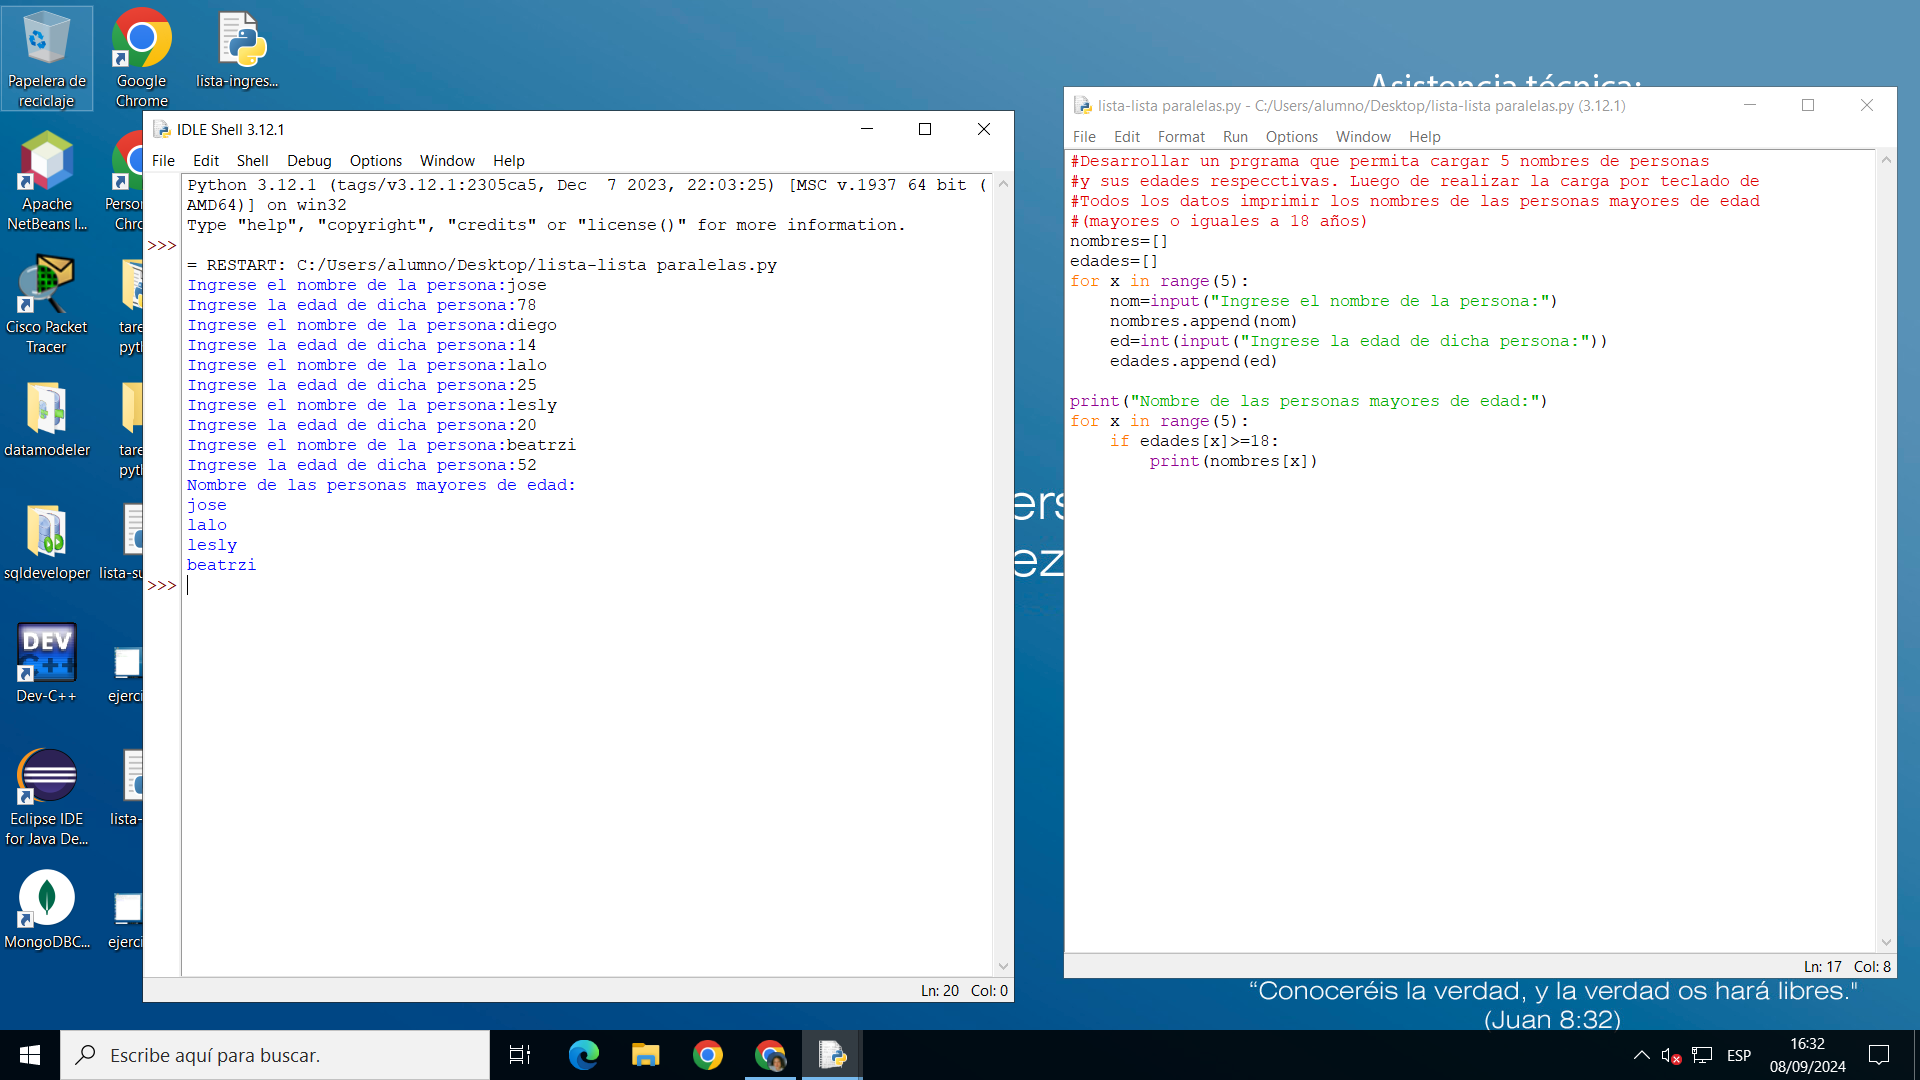 Papelera de
reciclaje
Google
Chrome
lista-ingres...
Apache
NetBeans I...
Cisco Packet
Tracer
datamodeler
sqldeveloper
lista-su
Dev-C++
ejerci
Eclipse IDE
for Java De...
lista-
MongoDBC...
ejerci
Person
Chro
tare
pyth
tare
pyth
Asistencia técnica:
IDLE Shell 3.12.1
File Edit Shell Debug Options Window Help
Python 3.12.1 (tags/v3.12.1:2305ca5, Dec  7 2023, 22:03:25) [MSC v.1937 64 bit (
AMD64)] on win32
Type "help", "copyright", "credits" or "license()" for more information.
>>>
= RESTART: C:/Users/alumno/Desktop/lista-lista paralelas.py
Ingrese el nombre de la persona:jose
Ingrese la edad de dicha persona:78
Ingrese el nombre de la persona:diego
Ingrese la edad de dicha persona:14
Ingrese el nombre de la persona:lalo
Ingrese la edad de dicha persona:25
Ingrese el nombre de la persona:lesly
Ingrese la edad de dicha persona:20
Ingrese el nombre de la persona:beatrzi
Ingrese la edad de dicha persona:52
Nombre de las personas mayores de edad:
jose
lalo
lesly
beatrzi
>>>
Ln: 20 Col: 0
lista-lista paralelas.py - C:/Users/alumno/Desktop/lista-lista paralelas.py (3.12.1)
File Edit Format Run Options Window Help
#Desarrollar un prgrama que permita cargar 5 nombres de personas
#y sus edades respecctivas. Luego de realizar la carga por teclado de
#Todos los datos imprimir los nombres de las personas mayores de edad
#(mayores o iguales a 18 años)
nombres=[]
edades=[]
for x in range(5):
    nom=input("Ingrese el nombre de la persona:")
    nombres.append(nom)
    ed=int(input("Ingrese la edad de dicha persona:"))
    edades.append(ed)
print("Nombre de las personas mayores de edad:")
for x in range(5):
    if edades[x]>=18:
        print(nombres[x])
Ln: 17 Col: 8
ers
ez
“Conoceréis la verdad, y la verdad os hará libres."
(Juan 8:32)
Escribe aquí para buscar.
ESP
16:32
08/09/2024